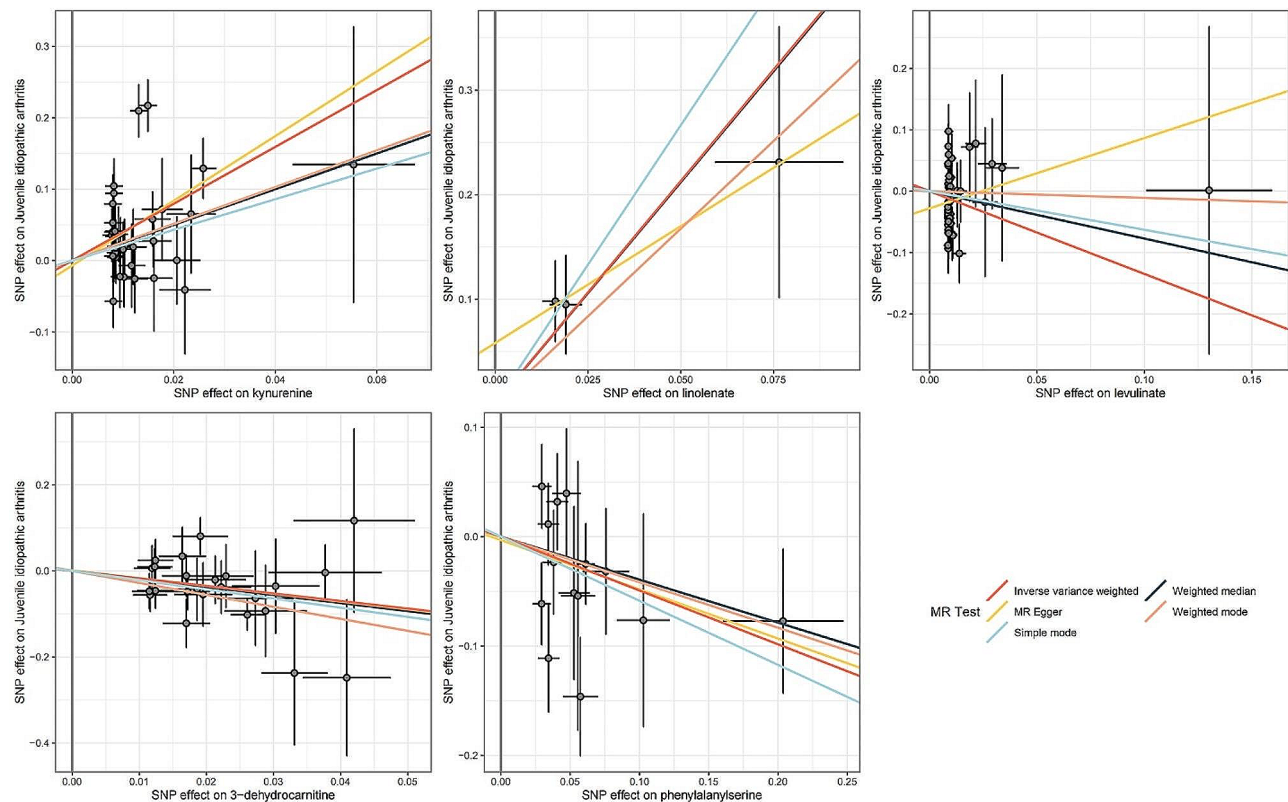 SNP effect on Juvenile idiopathic arthritis
0.3
0.2
0.1
0.0
−0.1
0.00 0.02 0.04 0.06
SNP effect on kynurenine
SNP effect on Juvenile idiopathic arthritis
0.3
0.2
0.1
0.000 0.025 0.050 0.075
SNP effect on linolenate
SNP effect on Juvenile idiopathic arthritis
0.2
0.1
0.0
−0.1
−0.2
0.00 0.05 0.10 0.15
SNP effect on levulinate
SNP effect on Juvenile idiopathic arthritis
0.2
0.0
−0.2
−0.4
0.00 0.01 0.02 0.03 0.04 0.05
SNP effect on 3−dehydrocarnitine
SNP effect on Juvenile idiopathic arthritis
0.1
0.0
−0.1
−0.2
0.00 0.05 0.10 0.15 0.20 0.25
SNP effect on phenylalanylserine
MR Test
Inverse variance weighted
MR Egger
Simple mode
Weighted median
Weighted mode